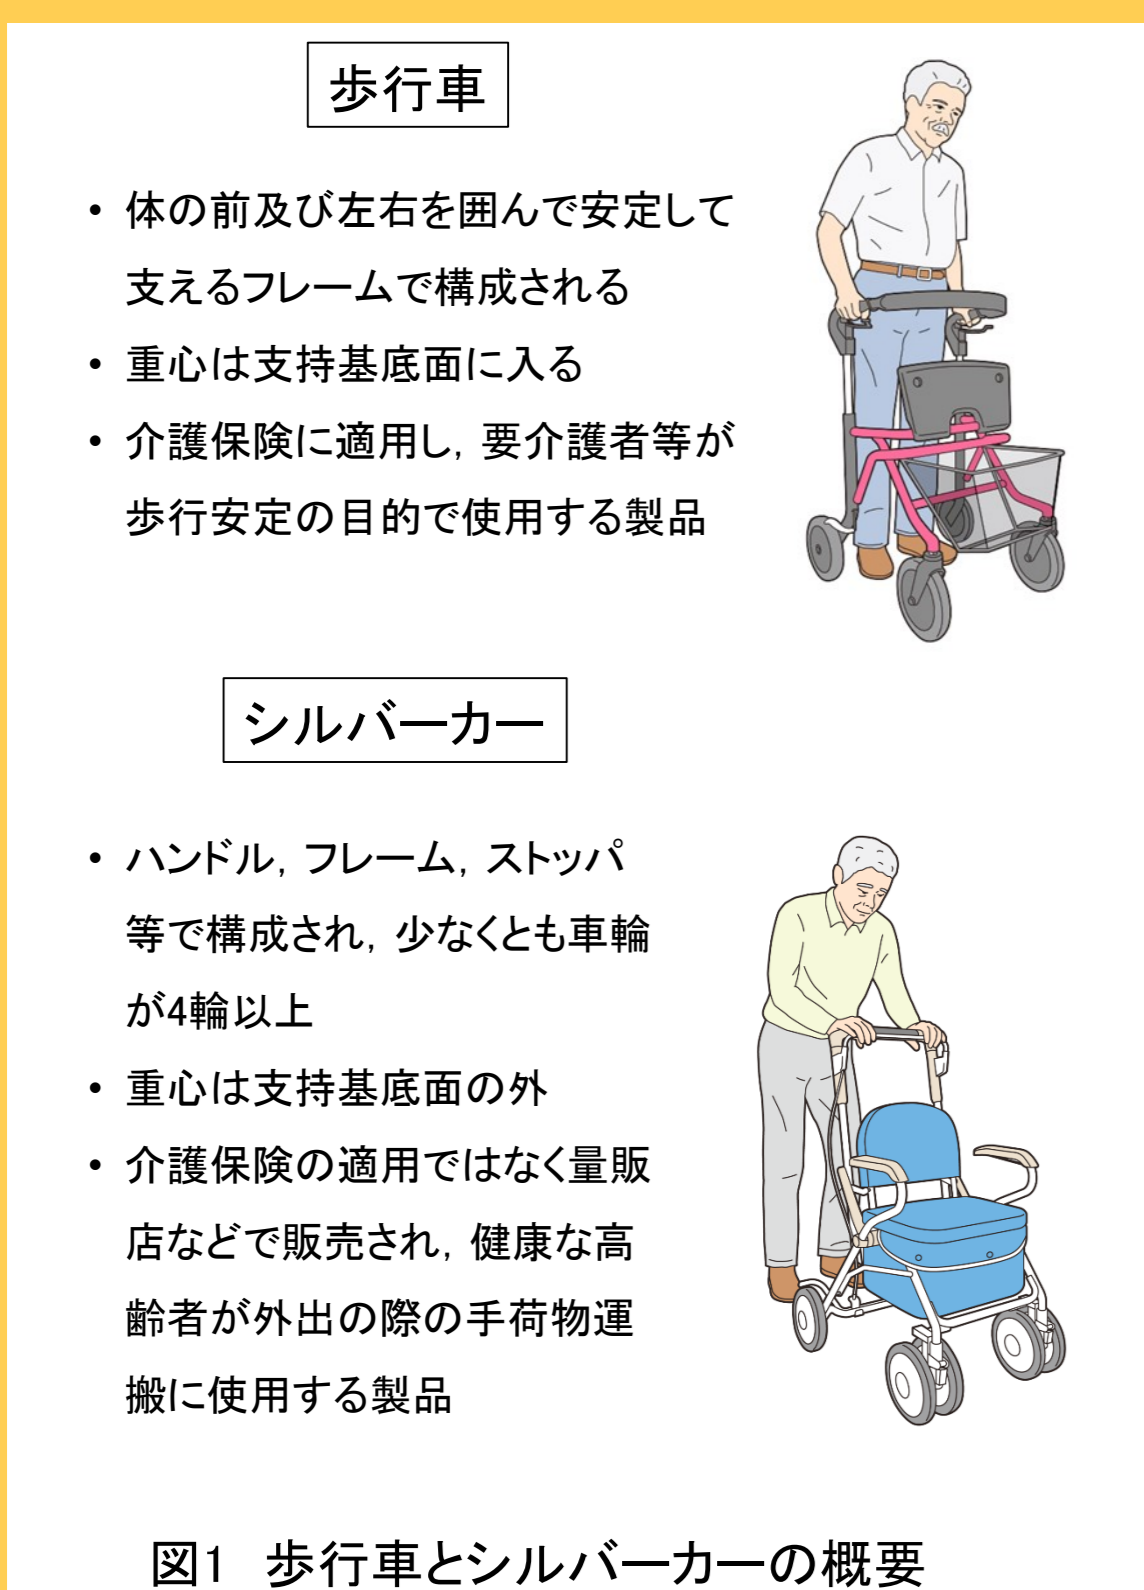 歩行車
• 体の前及び左右を囲んで安定して
支えるフレームで構成される
• 重心は支持基底面に入る
• 介護保険に適用し，要介護者等が
歩行安定の目的で使用する製品
シルバーカー
• ハンドル，フレーム，ストッパ
等で構成され，少なくとも車輪
が4輪以上
• 重心は支持基底面の外
• 介護保険の適用ではなく量販
店などで販売され，健康な高
齢者が外出の際の手荷物運
搬に使用する製品
図1　歩行車とシルバーカーの概要